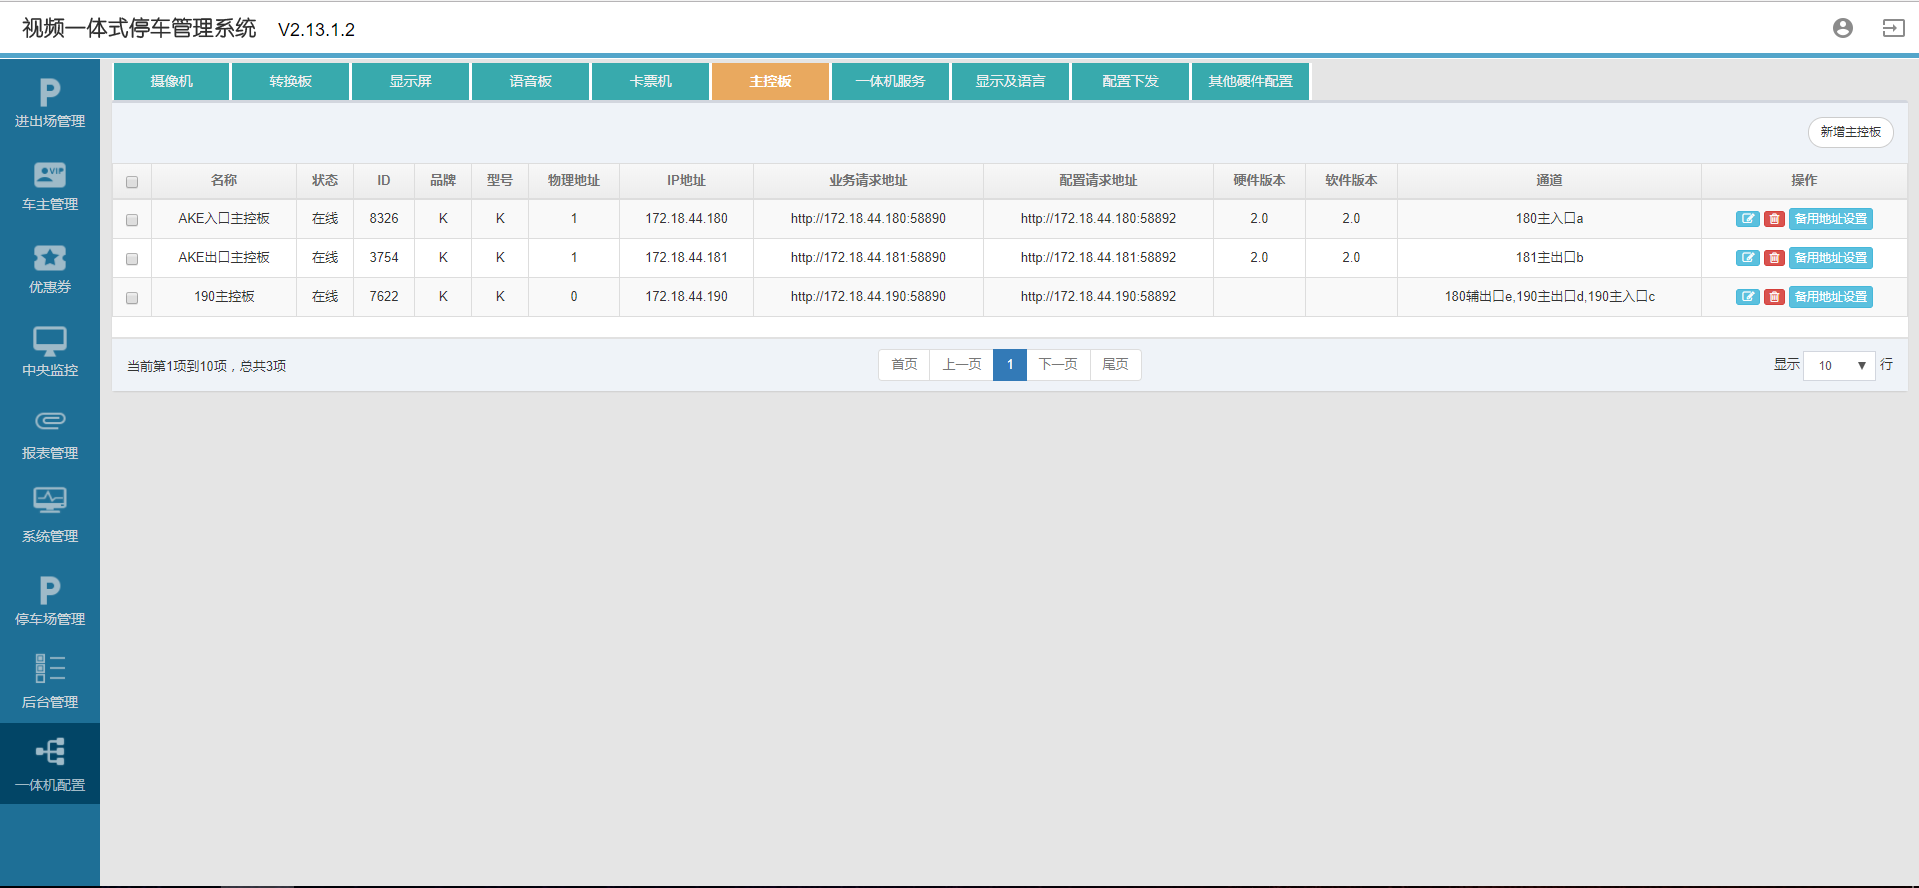 视频一体式停车管理系统 V2.13.1.2
进出场管理
车主管理
VIP
优惠券
中央监控
报表管理
系统管理
停车场管理
后台管理
一体机配置
摄像机 转换板 显示屏 语音板 卡票机 主控板 一体机服务 显示及语言 配置下发 其他硬件配置
新增主控板
名称 状态 ID 品牌 型号 物理地址 IP地址 业务请求地址 配置请求地址 硬件版本 软件版本 通道 操作
AKE入口主控板 在线 8326 K K 1 172.18.44.180 http://172.18.44.180:58890 http://172.18.44.180:58892 2.0 2.0 180主入口a 备用地址设置
AKE出口主控板 在线 3754 K K 1 172.18.44.181 http://172.18.44.181:58890 http://172.18.44.181:58892 2.0 2.0 181主出口b 备用地址设置
190主控板 在线 7622 K K 0 172.18.44.190 http://172.18.44.190:58890 http://172.18.44.190:58892 180辅出口e,190主出口d,190主入口c 备用地址设置
当前第1项到10项，总共3项 首页 上一页 1 下一页 尾页 显示 10 行